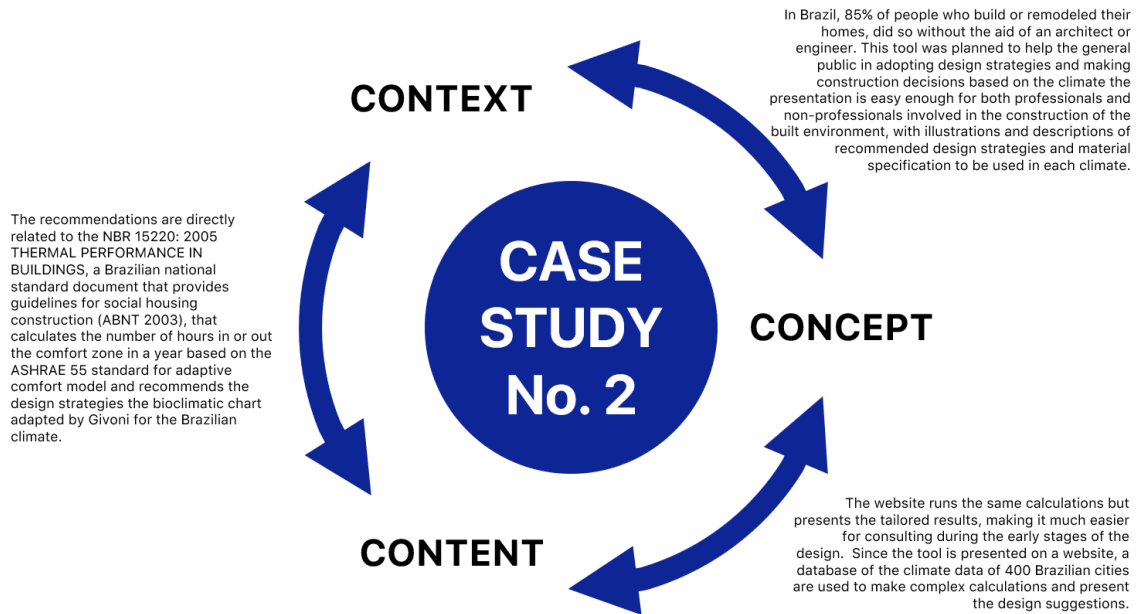 In Brazil, 85% of people who build or remodeled their
homes, did so without the aid of an architect or
engineer. This tool was planned to help the general
public in adopting design strategies and making
construction decisions based on the climate the
presentation is easy enough for both professionals and
non-professionals involved in the construction of the
built environment, with illustrations and descriptions of
recommended design strategies and material
specification to be used in each climate.
CONTEXT
The recommendations are directly
related to the NBR 15220: 2005
THERMAL PERFORMANCE IN
BUILDINGS, a Brazilian national
standard document that provides
guidelines for social housing
construction (ABNT 2003), that
calculates the number of hours in or out
the comfort zone in a year based on the
ASHRAE 55 standard for adaptive
comfort model and recommends the
design strategies the bioclimatic chart
adapted by Givoni for the Brazilian
climate.
CASE
STUDY
No. 2
CONCEPT
CONTENT
The website runs the same calculations but
presents the tailored results, making it much easier
for consulting during the early stages of the
design. Since the tool is presented on a website, a
database of the climate data of 400 Brazilian cities
are used to make complex calculations and present
the design suggestions.